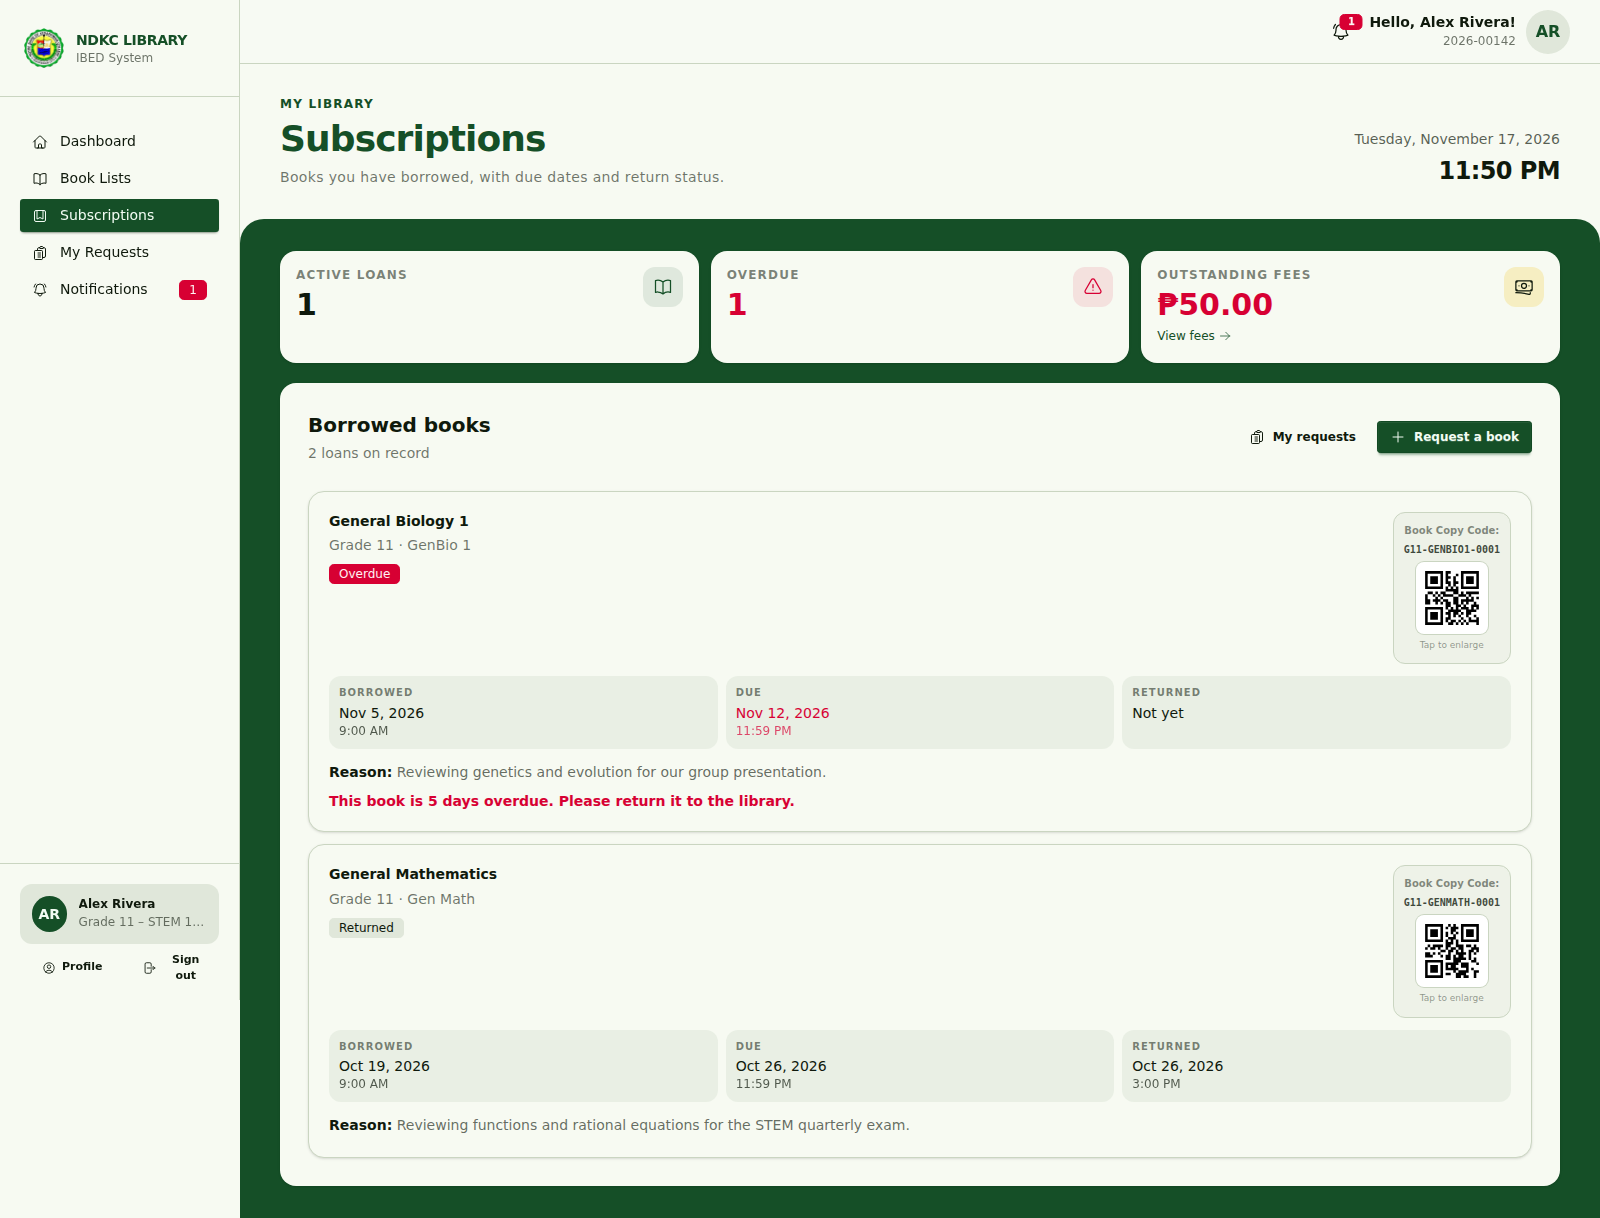 NDKC LIBRARY
IBED System
Dashboard
Book Lists
Subscriptions
My Requests
Notifications
1
Alex Rivera
AR
Grade 11 – STEM 1…
Profile
Sign out
1
Hello, Alex Rivera!
2026-00142
AR
MY LIBRARY
Subscriptions
Books you have borrowed, with due dates and return status.
Tuesday, November 17, 2026
11:50 PM
ACTIVE LOANS
1
OVERDUE
1
OUTSTANDING FEES
₱50.00
View fees →
Borrowed books
2 loans on record
My requests
+ Request a book
General Biology 1
Grade 11 · GenBio 1
Overdue
Book Copy Code:
G11-GENBIO1-0001
Tap to enlarge
BORROWED
Nov 5, 2026
9:00 AM
DUE
Nov 12, 2026
11:59 PM
RETURNED
Not yet
Reason: Reviewing genetics and evolution for our group presentation.
This book is 5 days overdue. Please return it to the library.
General Mathematics
Grade 11 · Gen Math
Returned
Book Copy Code:
G11-GENMATH-0001
Tap to enlarge
BORROWED
Oct 19, 2026
9:00 AM
DUE
Oct 26, 2026
11:59 PM
RETURNED
Oct 26, 2026
3:00 PM
Reason: Reviewing functions and rational equations for the STEM quarterly exam.